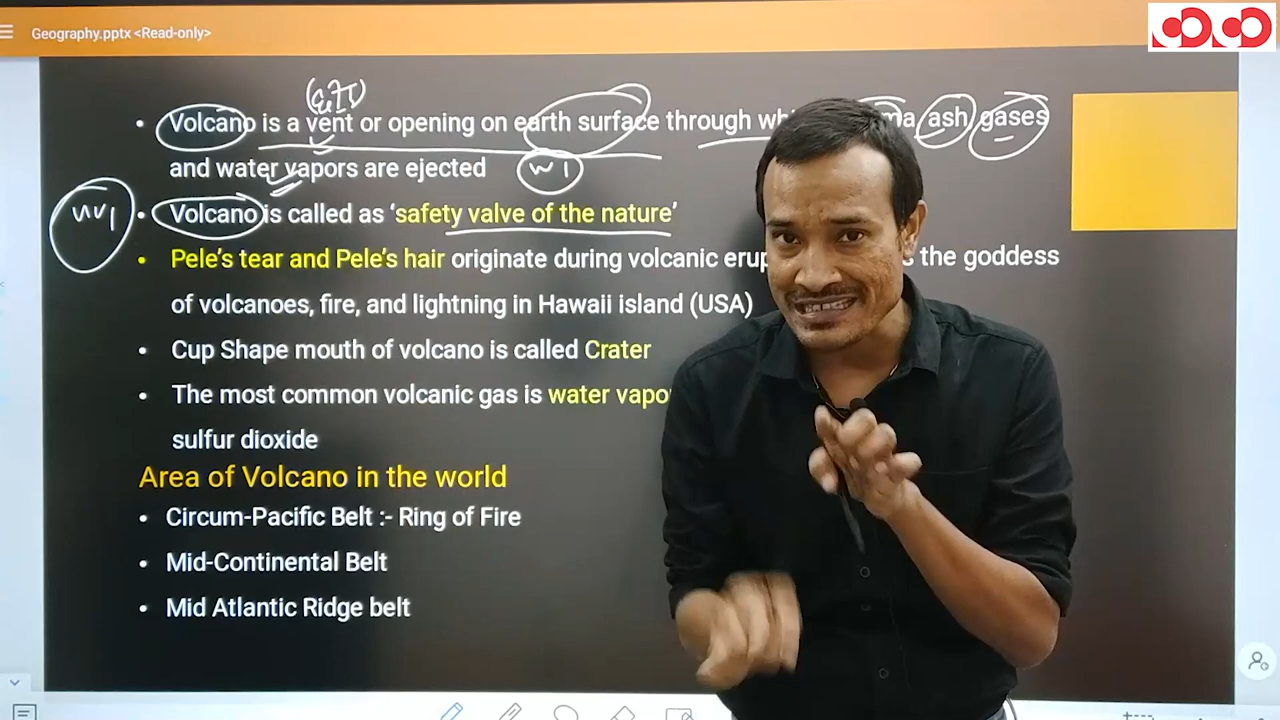 Geography.pptx <Read-only>
Volcano is a vent or opening on earth surface through ash gases
and water vapors are ejected
Volcano is called as ‘safety valve of the nature’
Pele’s tear and Pele’s hair originate during volcanic the goddess
of volcanoes, fire, and lightning in Hawaii island (USA)
Cup Shape mouth of volcano is called Crater
The most common volcanic gas is water
sulfur dioxide
Area of Volcano in the world
Circum-Pacific Belt :- Ring of Fire
Mid-Continental Belt
Mid Atlantic Ridge belt